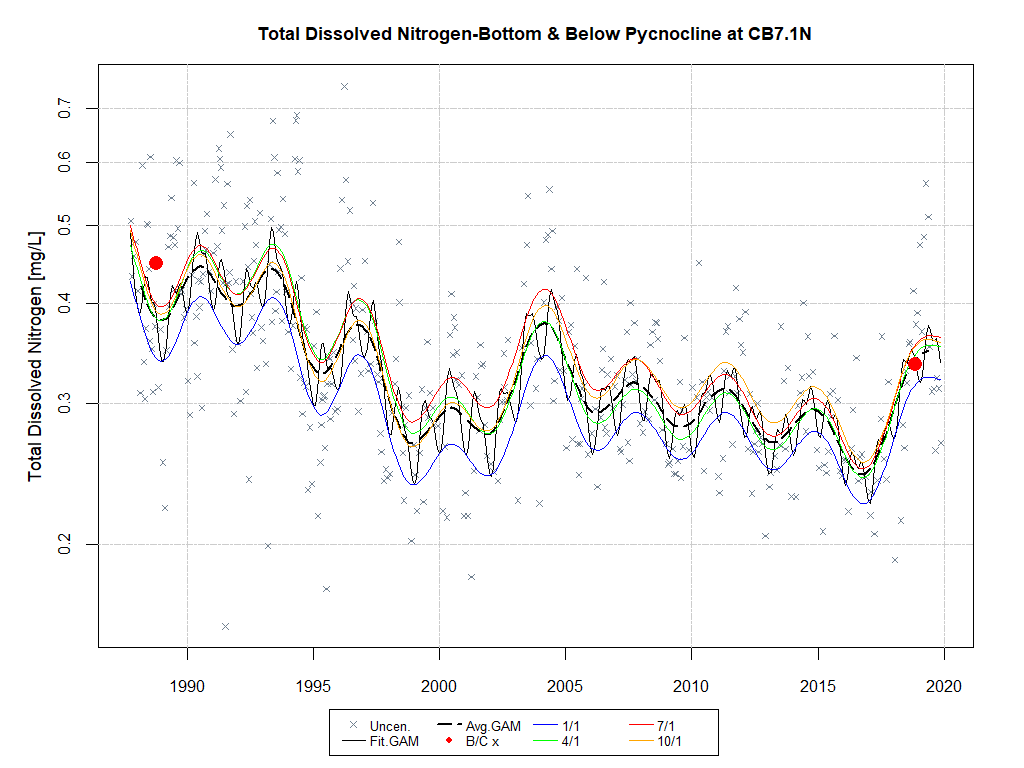 Total Dissolved Nitrogen-Bottom & Below Pycnocline at CB7.1N
Total Dissolved Nitrogen [mg/L]
0.7
0.6
0.5
0.4
0.3
0.2
1990 1995 2000 2005 2010 2015 2020
Uncen. Avg.GAM 1/1 7/1
Fit.GAM B/C x 4/1 10/1